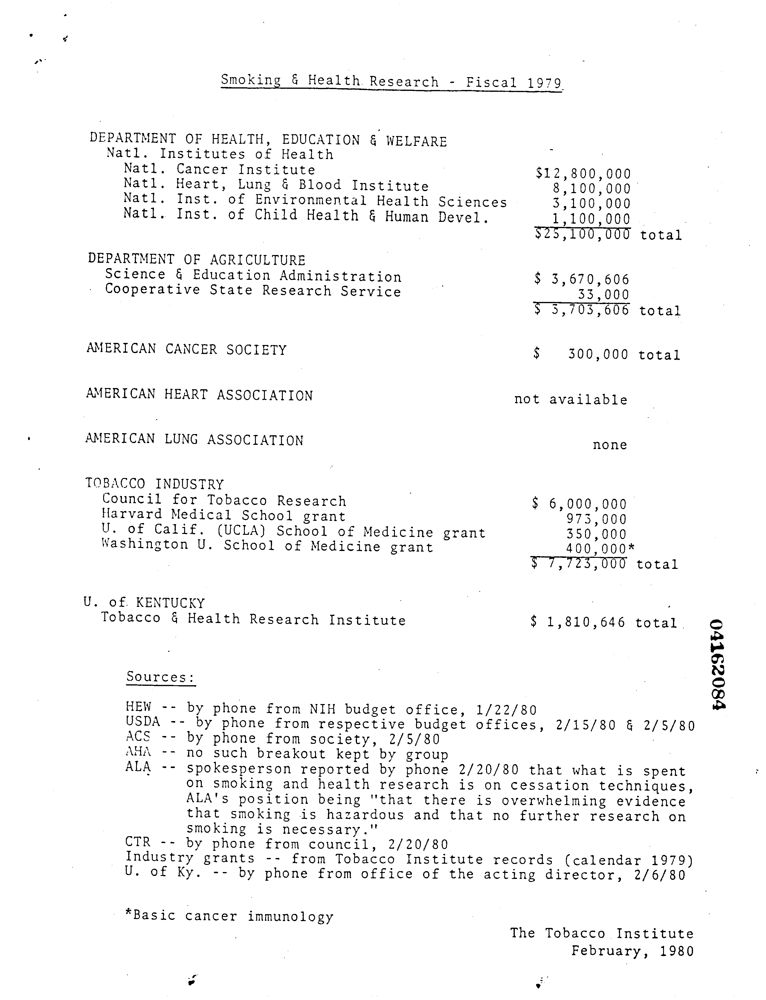 Smoking & Health Research - Fiscal 1979
DEPARTMENT OF HEALTH, EDUCATION & WELFARE
Natl. Institutes of Health
Natl. Cancer Institute $12,800,000
Natl. Heart, Lung & Blood Institute 8,100,000
Natl. Inst. of Environmental Health Sciences 3,100,000
Natl. Inst. of Child Health & Human Devel. 1,100,000
$25,100,000 total
DEPARTMENT OF AGRICULTURE
Science & Education Administration $ 3,670,606
Cooperative State Research Service 33,000
$ 3,703,606 total
AMERICAN CANCER SOCIETY $ 300,000 total
AMERICAN HEART ASSOCIATION not available
AMERICAN LUNG ASSOCIATION none
TOBACCO INDUSTRY
Council for Tobacco Research $ 6,000,000
Harvard Medical School grant 973,000
U. of Calif. (UCLA) School of Medicine grant 350,000
Washington U. School of Medicine grant 400,000*
$ 7,723,000 total
U. of KENTUCKY
Tobacco & Health Research Institute $ 1,810,646 total
04162084
Sources:
HEW -- by phone from NIH budget office, 1/22/80
USDA -- by phone from respective budget offices, 2/15/80 & 2/5/80
ACS -- by phone from society, 2/5/80
AHA -- no such breakout kept by group
ALA -- spokesperson reported by phone 2/20/80 that what is spent
on smoking and health research is on cessation techniques,
ALA's position being "that there is overwhelming evidence
that smoking is hazardous and that no further research on
smoking is necessary."
CTR -- by phone from council, 2/20/80
Industry grants -- from Tobacco Institute records (calendar 1979)
U. of Ky. -- by phone from office of the acting director, 2/6/80
*Basic cancer immunology
The Tobacco Institute
February, 1980